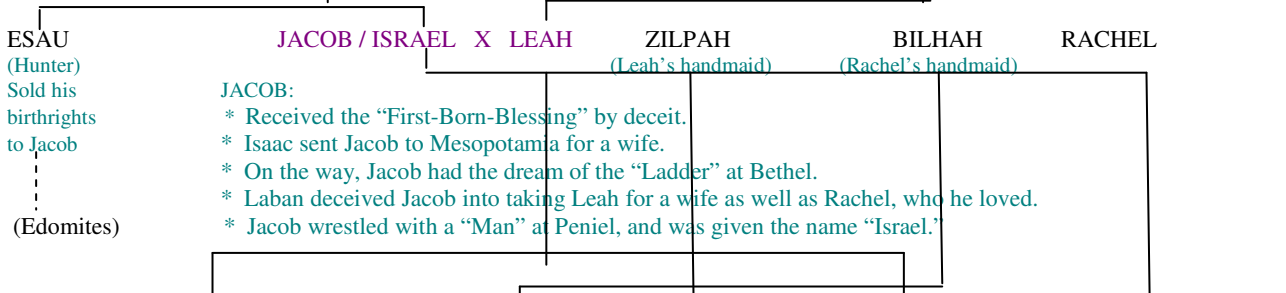 ESAU JACOB / ISRAEL X LEAH ZILPAH BILHAH RACHEL
(Hunter) (Leah's handmaid) (Rachel's handmaid)
Sold his JACOB:
birthrights * Received the “First-Born-Blessing” by deceit.
to Jacob * Isaac sent Jacob to Mesopotamia for a wife.
* On the way, Jacob had the dream of the “Ladder” at Bethel.
* Laban deceived Jacob into taking Leah for a wife as well as Rachel, who he loved.
(Edomites) * Jacob wrestled with a “Man” at Peniel, and was given the name “Israel.”